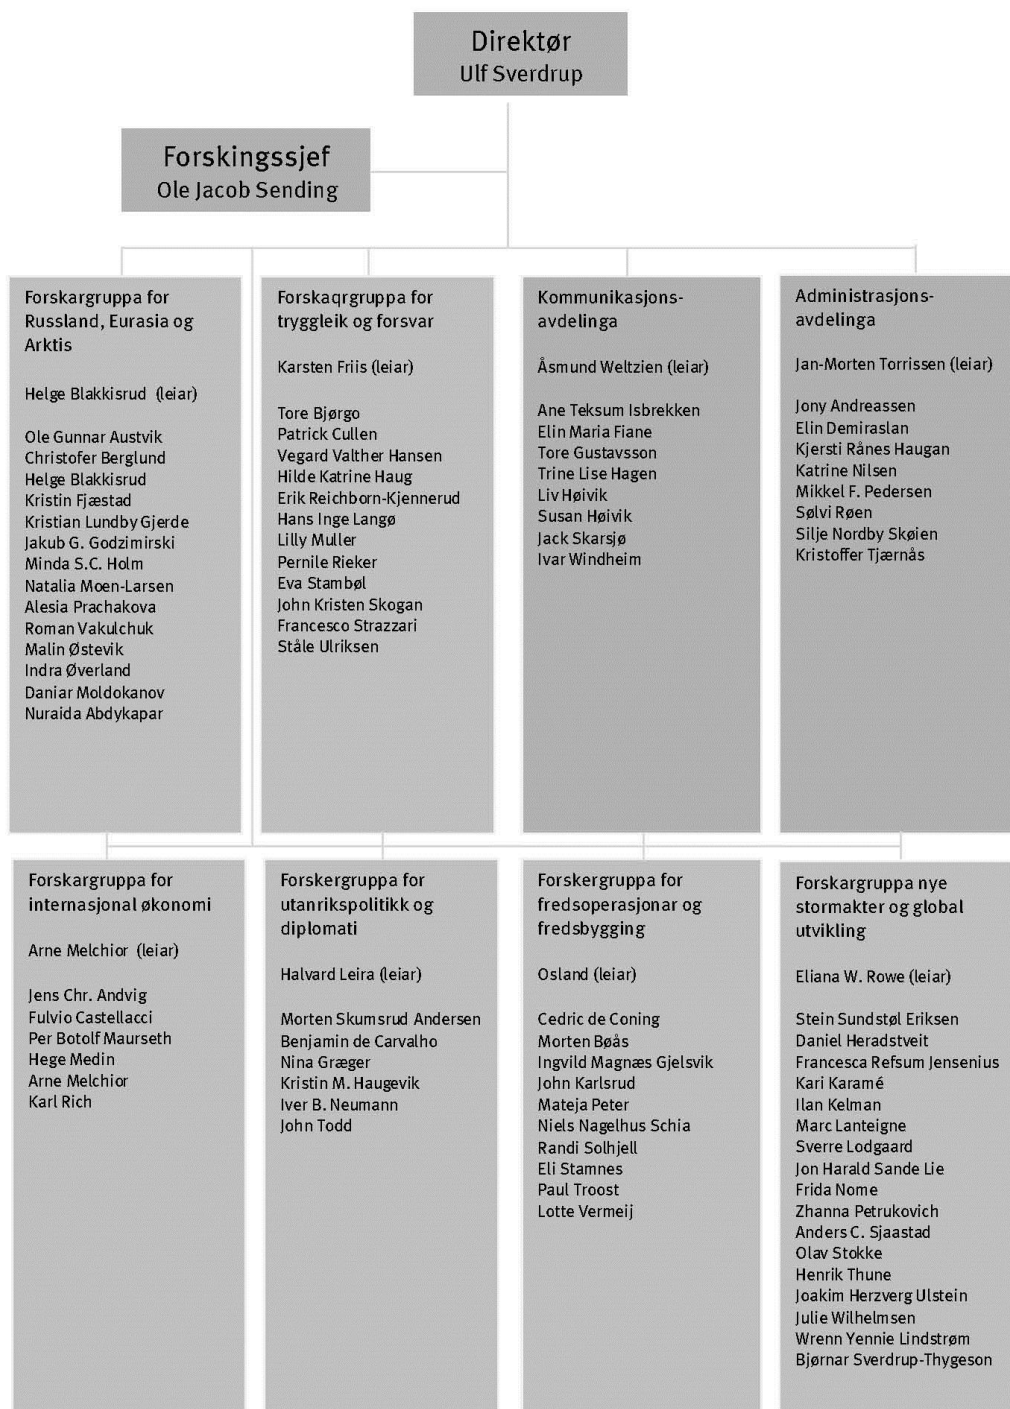 Direktør
Ulf Sverdrup
Forskingssjef
Ole Jacob Sending
Forskargruppa for
Russland, Eurasia og
Arktis
Helge Blakkisrud (leiar)
Ole Gunnar Austvik
Christofer Berglund
Helge Blakkisrud
Kristin Fjæstad
Kristian Lundby Gjerde
Jakub G. Godzimirski
Minda S.C. Holm
Natalia Moen-Larsen
Alesia Prachakova
Roman Vakulchuk
Malin Østevik
Indra Øverland
Daniar Moldokanov
Nuraida Abdykapar
Forskaqrgruppa for
tryggleik og forsvar
Karsten Friis (leiar)
Tore Bjørgo
Patrick Cullen
Vegard Valther Hansen
Hilde Katrine Haug
Erik Reichborn-Kjennerud
Hans Inge Langø
Lilly Muller
Pernile Rieker
Eva Stambøl
John Kristen Skogan
Francesco Strazzari
Ståle Ulriksen
Kommunikasjons-
avdelinga
Åsmund Weltzien (leiar)
Ane Teksum Isbrekken
Elin Maria Fiane
Tore Gustavsson
Trine Lise Hagen
Liv Høivik
Susan Høivik
Jack Skarsjø
Ivar Windheim
Administrasjons-
avdelinga
Jan-Morten Torrissen (leiar)
Jony Andreassen
Elin Demiraslan
Kjersti Rånes Haugan
Katrine Nilsen
Mikkel F. Pedersen
Sølvi Røen
Silje Nordby Skøien
Kristoffer Tjærnås
Forskargruppa for
internasjonal økonomi
Arne Melchior (leiar)
Jens Chr. Andvig
Fulvio Castellacci
Per Botolf Maurseth
Hege Medin
Arne Melchior
Karl Rich
Forskergruppa for
utanrikspolitikk og
diplomati
Halvard Leira (leiar)
Morten Skumsrud Andersen
Benjamin de Carvalho
Nina Græger
Kristin M. Haugevik
Iver B. Neumann
John Todd
Forskergruppa for
fredsoperasjonar og
fredsbygging
Osland (leiar)
Cedric de Coning
Morten Bøås
Ingvild Magnæs Gjelsvik
John Karlsrud
Mateja Peter
Niels Nagelhus Schia
Randi Solhjell
Eli Stamnes
Paul Troost
Lotte Vermeij
Forskargruppa nye
stormakter og global
utvikling
Eliana W. Rowe (leiar)
Stein Sundstøl Eriksen
Daniel Heradstveit
Francesca Refsum Jensenius
Kari Karamé
Ilan Kelman
Marc Lanteigne
Sverre Lodgaard
Jon Harald Sande Lie
Frida Nome
Zhanna Petrukovich
Anders C. Sjaastad
Olav Stokke
Henrik Thune
Joakim Herzverg Ulstein
Julie Wilhelmsen
Wrenn Yennie Lindstrøm
Bjørnar Sverdrup-Thygeson